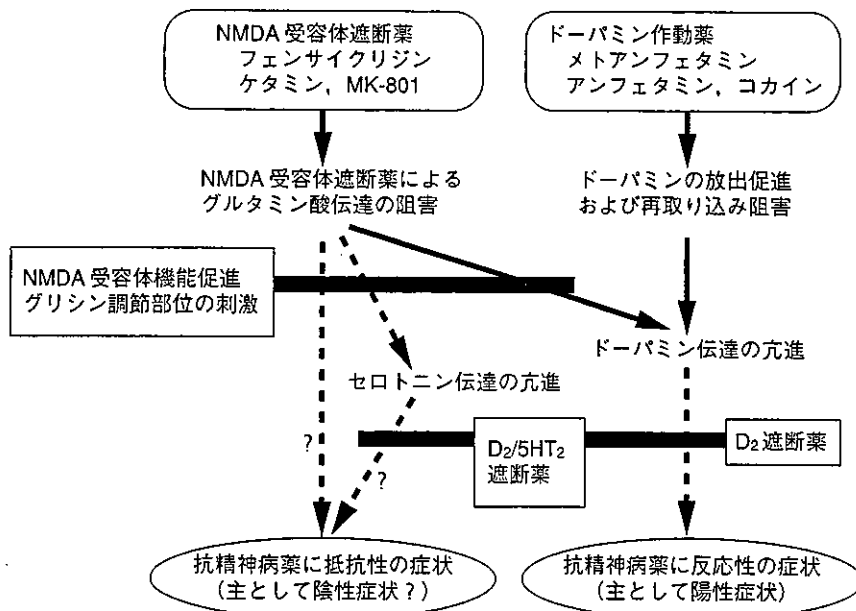 NMDA 受容体遮断薬
フェンサイクリジン
ケタミン，MK-801
ドーパミン作動薬
メトアンフェタミン
アンフェタミン，コカイン
NMDA 受容体遮断薬による
グルタミン酸伝達の阻害
ドーパミンの放出促進
および再取り込み阻害
NMDA 受容体機能促進
グリシン調節部位の刺激
ドーパミン伝達の亢進
セロトニン伝達の亢進
?
D₂/5HT₂
遮断薬
D₂ 遮断薬
?
抗精神病薬に抵抗性の症状
（主として陰性症状？）
抗精神病薬に反応性の症状
（主として陽性症状）